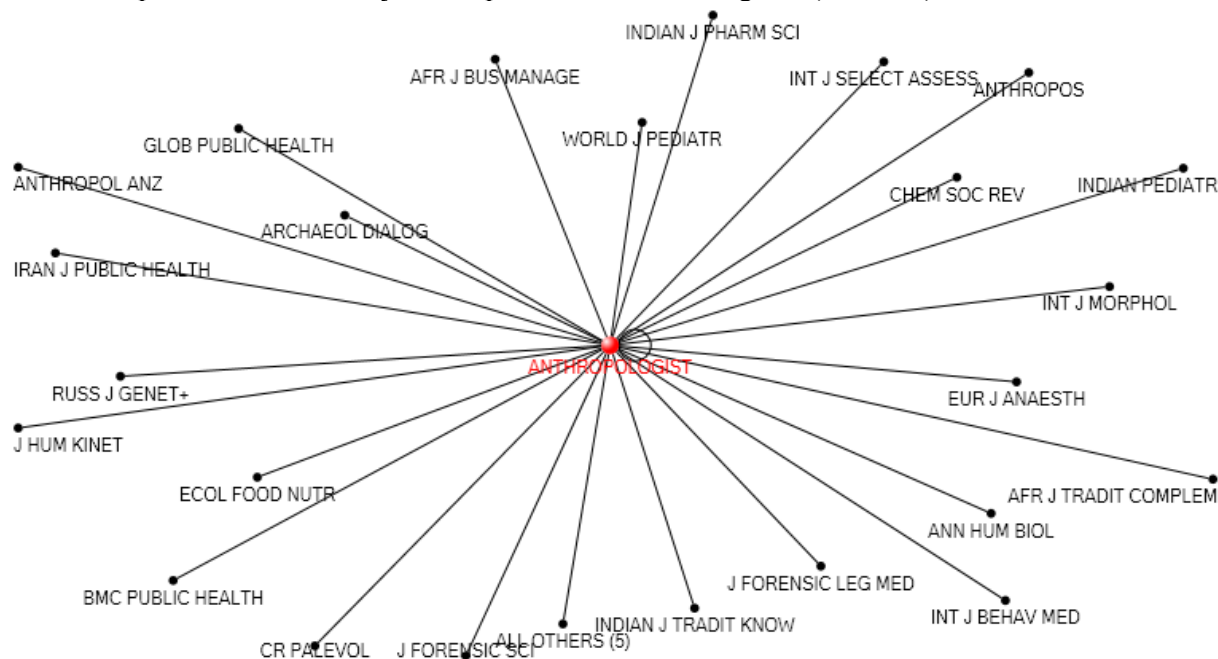 INDIAN J PHARM SCI
AFR J BUS MANAGE
INT J SELECT ASSESS
ANTHROPOS
GLOB PUBLIC HEALTH
WORLD J PEDIATR
ANTHROPOL ANZ
CHEM SOC REV
INDIAN PEDIATR
ARCHAEOL DIALOG
IRAN J PUBLIC HEALTH
INT J MORPHOL
ANTHROPOLOGIST
RUSS J GENET+
EUR J ANAESTH
J HUM KINET
ECOL FOOD NUTR
AFR J TRADIT COMPLEM
ANN HUM BIOL
BMC PUBLIC HEALTH
J FORENSIC LEG MED
INT J BEHAV MED
INDIAN J TRADIT KNOW
ALL OTHERS (5)
CR PALEVOL
J FORENSIC SCI